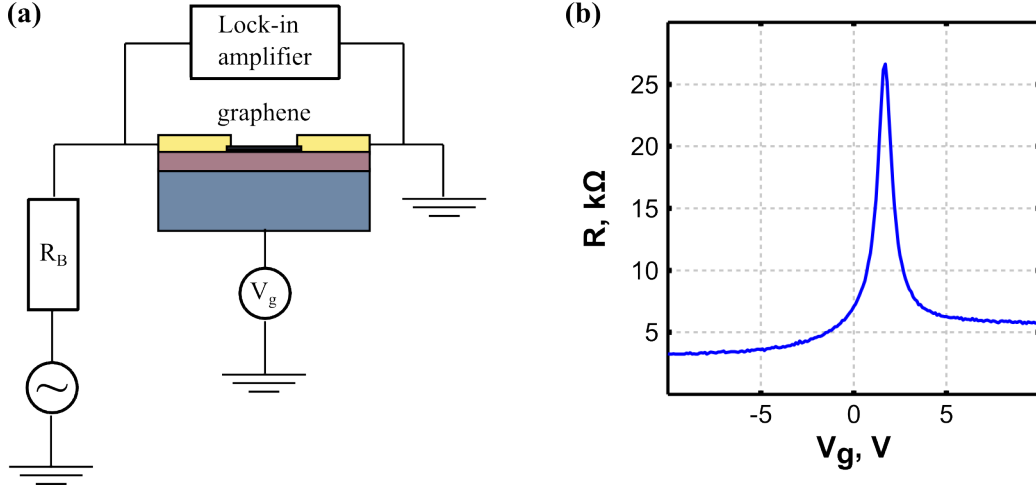 (a)
Lock-in
amplifier
graphene
R_B
V_g
~
(b)
25
20
15
10
5
R, kΩ
-5 0 5
V_g, V